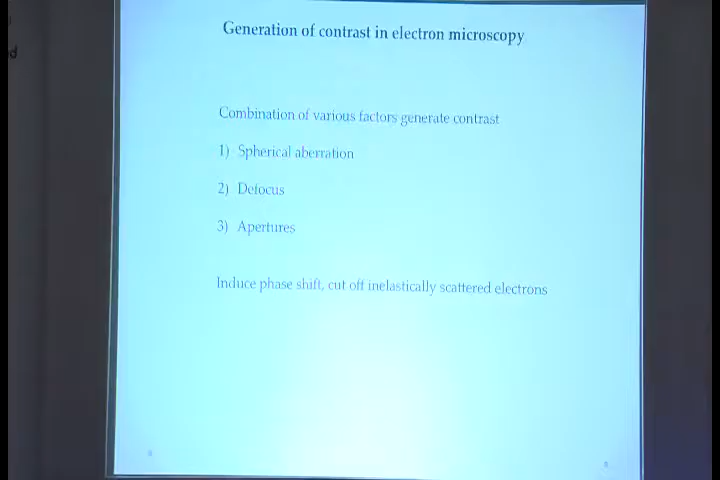 Generation of contrast in electron microscopy
Combination of various factors generate contrast
1) Spherical aberration
2) Defocus
3) Apertures
Induce phase shift, cut off inelastically scattered electrons